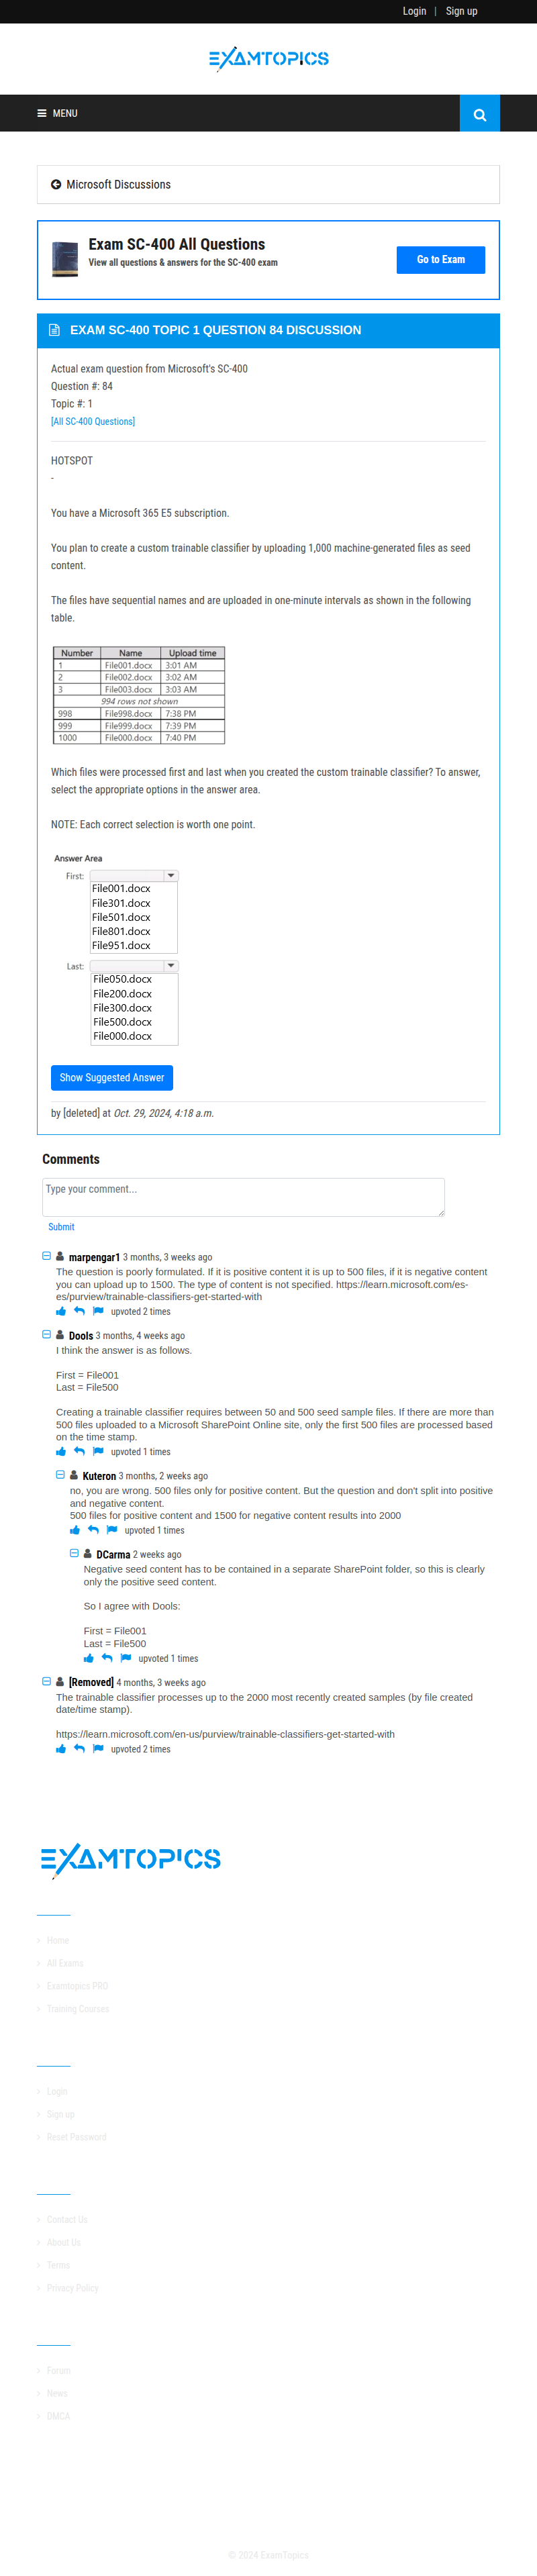 Login | Sign up
EXAMTOPICS
MENU
Microsoft Discussions
Exam SC-400 All Questions
View all questions & answers for the SC-400 exam
Go to Exam
EXAM SC-400 TOPIC 1 QUESTION 84 DISCUSSION
Actual exam question from Microsoft's SC-400
Question #: 84
Topic #: 1
[All SC-400 Questions]
HOTSPOT
-
You have a Microsoft 365 E5 subscription.
You plan to create a custom trainable classifier by uploading 1,000 machine-generated files as seed
content.
The files have sequential names and are uploaded in one-minute intervals as shown in the following
table.
Number Name Upload time
1 File001.docx 3:01 AM
2 File002.docx 3:02 AM
3 File003.docx 3:03 AM
994 rows not shown
998 File998.docx 7:38 PM
999 File999.docx 7:39 PM
1000 File000.docx 7:40 PM
Which files were processed first and last when you created the custom trainable classifier? To answer,
select the appropriate options in the answer area.
NOTE: Each correct selection is worth one point.
Answer Area
First:
File001.docx
File301.docx
File501.docx
File801.docx
File951.docx
Last:
File050.docx
File200.docx
File300.docx
File500.docx
File000.docx
Show Suggested Answer
by [deleted] at Oct. 29, 2024, 4:18 a.m.
Comments
Type your comment...
Submit
marpengar1 3 months, 3 weeks ago
The question is poorly formulated. If it is positive content it is up to 500 files, if it is negative content
you can upload up to 1500. The type of content is not specified. https://learn.microsoft.com/es-
es/purview/trainable-classifiers-get-started-with
upvoted 2 times
Dools 3 months, 4 weeks ago
I think the answer is as follows.
First = File001
Last = File500
Creating a trainable classifier requires between 50 and 500 seed sample files. If there are more than
500 files uploaded to a Microsoft SharePoint Online site, only the first 500 files are processed based
on the time stamp.
upvoted 1 times
Kuteron 3 months, 2 weeks ago
no, you are wrong. 500 files only for positive content. But the question and don't split into positive
and negative content.
500 files for positive content and 1500 for negative content results into 2000
upvoted 1 times
DCarma 2 weeks ago
Negative seed content has to be contained in a separate SharePoint folder, so this is clearly
only the positive seed content.
So I agree with Dools:
First = File001
Last = File500
upvoted 1 times
[Removed] 4 months, 3 weeks ago
The trainable classifier processes up to the 2000 most recently created samples (by file created
date/time stamp).
https://learn.microsoft.com/en-us/purview/trainable-classifiers-get-started-with
upvoted 2 times
EXAMTOPICS
Home
All Exams
Examtopics PRO
Training Courses
Login
Sign up
Reset Password
Contact Us
About Us
Terms
Privacy Policy
Forum
News
DMCA
© 2024 ExamTopics